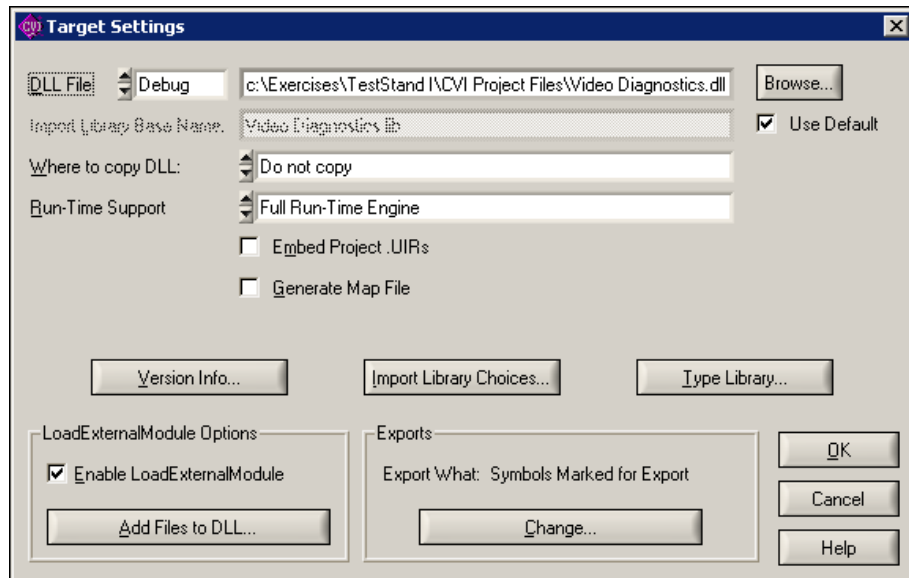 CVI Target Settings
DLL File Debug c:\Exercises\TestStand I\CVI Project Files\Video Diagnostics.dll Browse...
Import Library Base Name. Video Diagnostics lib Use Default
Where to copy DLL: Do not copy
Run-Time Support Full Run-Time Engine
Embed Project .UIRs
Generate Map File
Version Info... Import Library Choices... Type Library...
LoadExternalModule Options
Enable LoadExternalModule
Add Files to DLL...
Exports
Export What: Symbols Marked for Export
Change...
OK
Cancel
Help